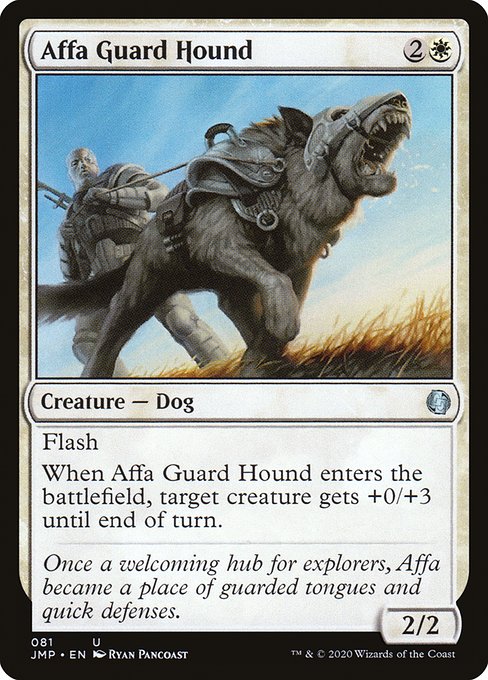 Affa Guard Hound 2
Creature — Dog
Flash
When Affa Guard Hound enters the
battlefield, target creature gets +0/+3
until end of turn.
Once a welcoming hub for explorers, Affa
became a place of guarded tongues and
quick defenses.
2/2
081 U
JMP • EN Ryan Pancoast
™ & © 2020 Wizards of the Coast